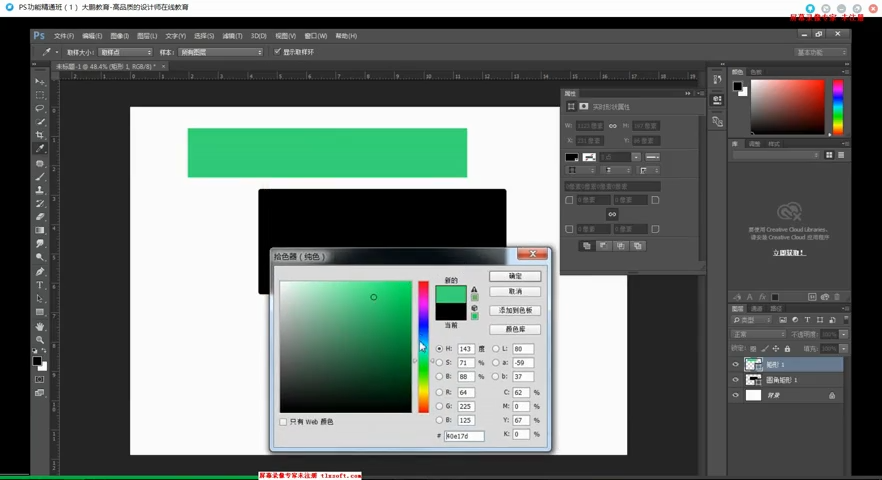 PS功能精通班（1） 大鹏教育-高品质的设计师在线教育
屏幕录像专家 未注册
Ps 文件(F) 编辑(E) 图像(I) 图层(L) 文字(Y) 选择(S) 滤镜(T) 3D(D) 视图(V) 窗口(W) 帮助(H)
取样大小: 取样点 样本: 所有图层 显示取样环 基本功能
未标题-1 @ 48.4% (矩形 1, RGB/8) *
属性
实时形状属性
W: H:
X: Y:
颜色 色板
库 调整 样式
要使用 Creative Cloud Libraries,
请安装 Creative Cloud 应用程序
立即获取!
图层 通道 路径
类型
正常 不透明度:
锁定: 填充:
矩形 1
圆角矩形 1
背景
拾色器（纯色）
新的
当前
确定
取消
添加到色板
颜色库
H: 143 度 L: 80
S: 71 % a: -59
B: 88 % b: 37
R: 64 C: 62 %
G: 225 M: 0 %
B: 125 Y: 67 %
# 40e17d K: 0 %
只有 Web 颜色
屏幕录像专家未注册 tlxsoft.com